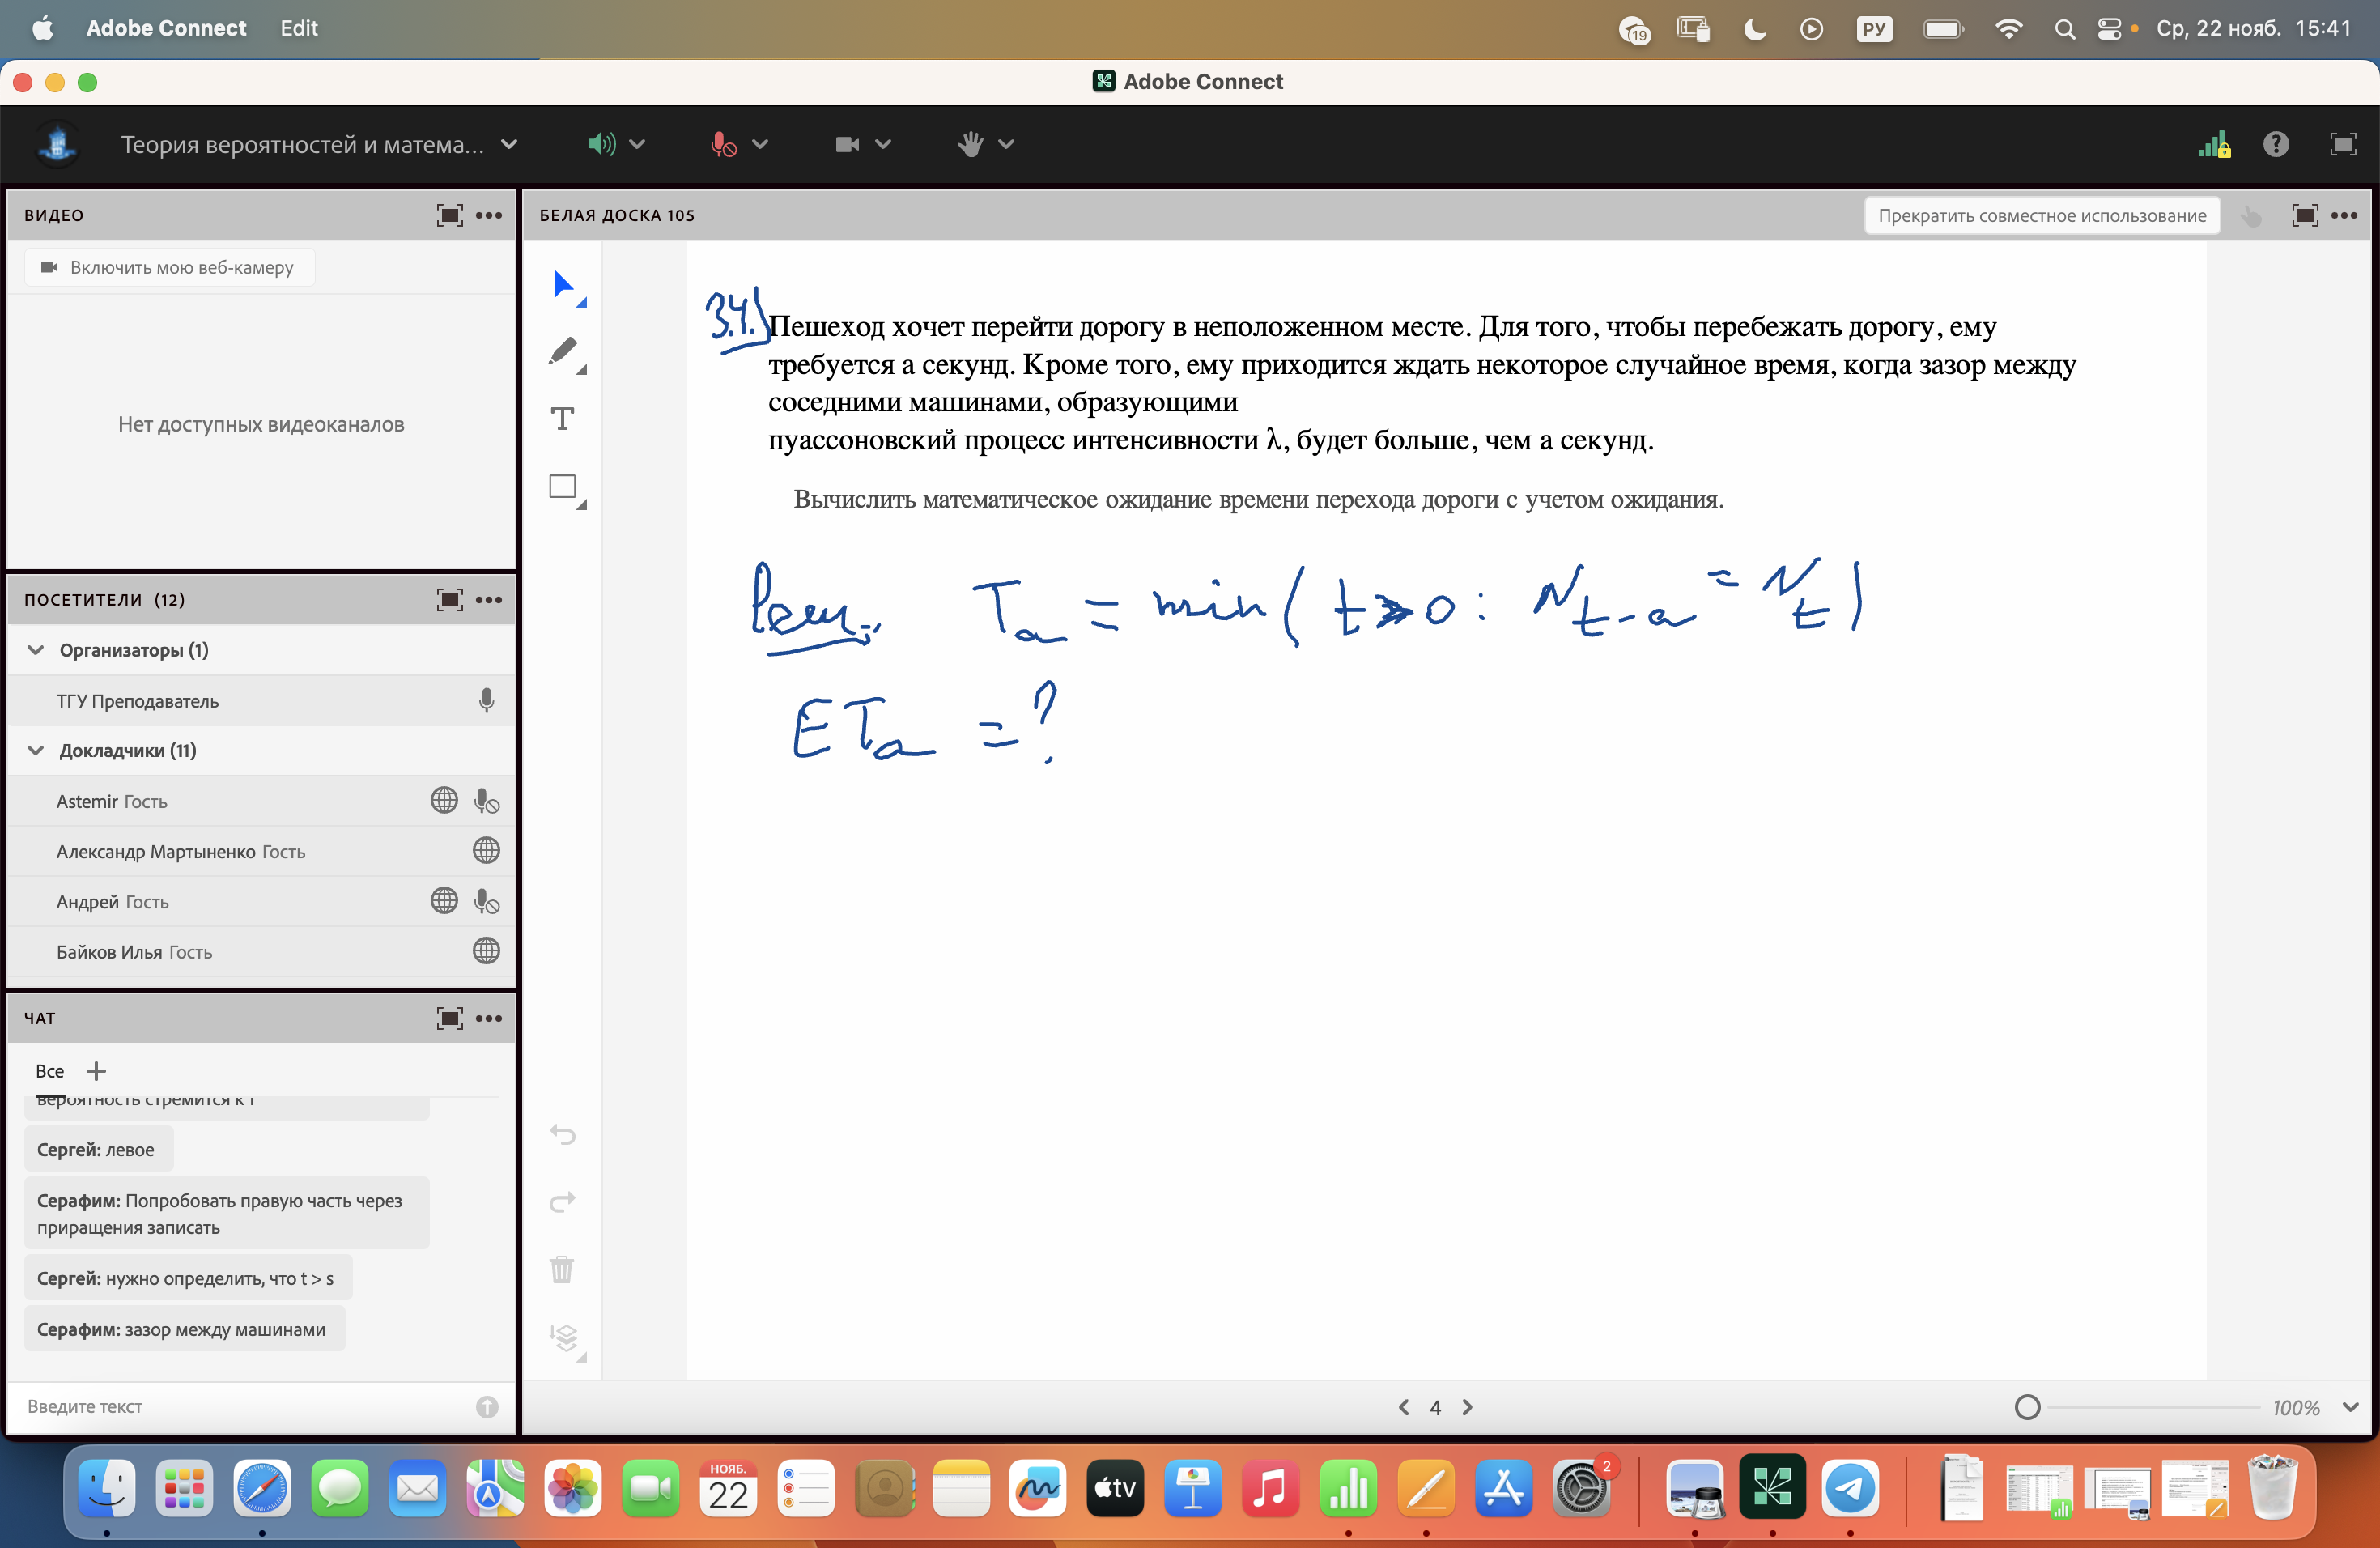 Adobe Connect Edit
19 РУ Ср, 22 нояб. 15:41
Adobe Connect
Теория вероятностей и матема...
ВИДЕО
Включить мою веб-камеру
Нет доступных видеоканалов
ПОСЕТИТЕЛИ (12)
Организаторы (1)
ТГУ Преподаватель
Докладчики (11)
Astemir Гость
Александр Мартыненко Гость
Андрей Гость
Байков Илья Гость
ЧАТ
Все
вероятность стремится к 1
Сергей: левое
Серафим: Попробовать правую часть через
приращения записать
Сергей: нужно определить, что t > s
Серафим: зазор между машинами
Введите текст
БЕЛАЯ ДОСКА 105
Прекратить совместное использование
3.4.)
Пешеход хочет перейти дорогу в неположенном месте. Для того, чтобы перебежать дорогу, ему
требуется a секунд. Кроме того, ему приходится ждать некоторое случайное время, когда зазор между
соседними машинами, образующими
пуассоновский процесс интенсивности λ, будет больше, чем a секунд.
Вычислить математическое ожидание времени перехода дороги с учетом ожидания.
Реш.: T_a = min( t > 0 : N_{t-a} = N_t )
E T_a = ?
4
100%
НОЯБ.
22
tv
2